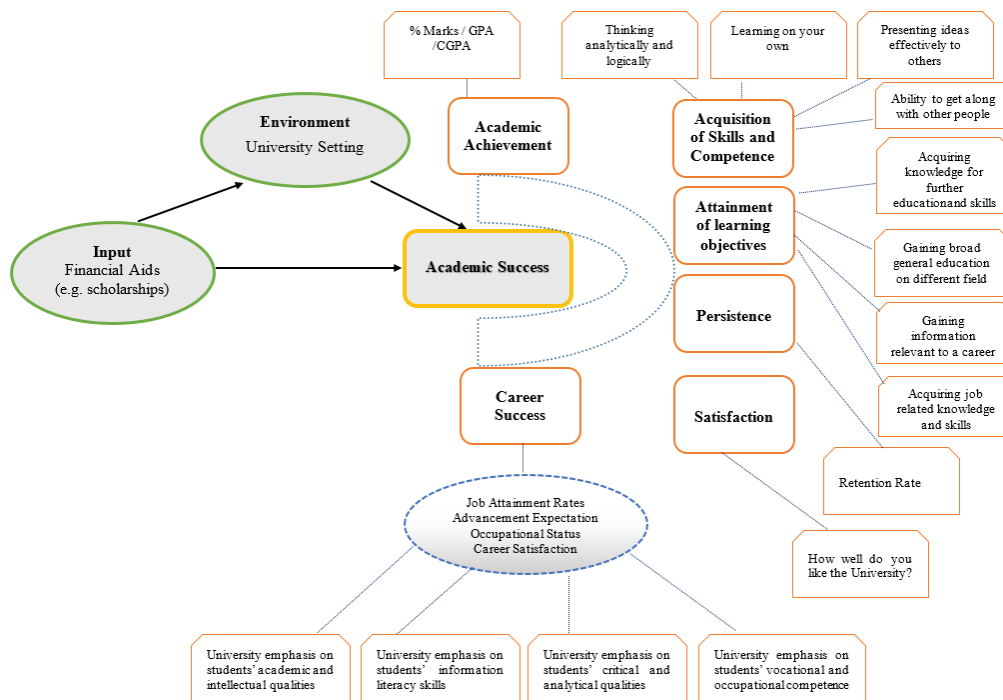 % Marks / GPA
/CGPA
Thinking
analytically and
logically
Learning on your
own
Presenting ideas
effectively to
others
Environment
University Setting
Academic
Achievement
Acquisition
of Skills and
Competence
Ability to get along
with other people
Acquiring
knowledge for
further
educationand skills
Attainment
of learning
objectives
Input
Financial Aids
(e.g. scholarships)
Academic Success
Gaining broad
general education
on different field
Persistence
Gaining
information
relevant to a career
Career
Success
Satisfaction
Acquiring job
related knowledge
and skills
Retention Rate
Job Attainment Rates
Advancement Expectation
Occupational Status
Career Satisfaction
How well do you
like the University?
University emphasis on
students' academic and
intellectual qualities
University emphasis on
students' information
literacy skills
University emphasis on
students' critical and
analytical qualities
University emphasis on
students' vocational and
occupational competence